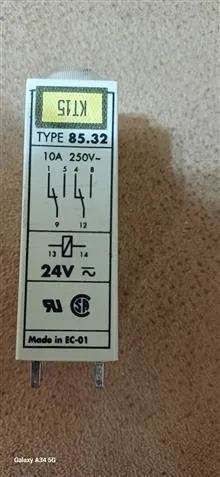 KT15
TYPE 85.32
10A 250V~
1 5 4 8
9 12
13 14
24V ≂
Made in EC-01
Galaxy A34 5G